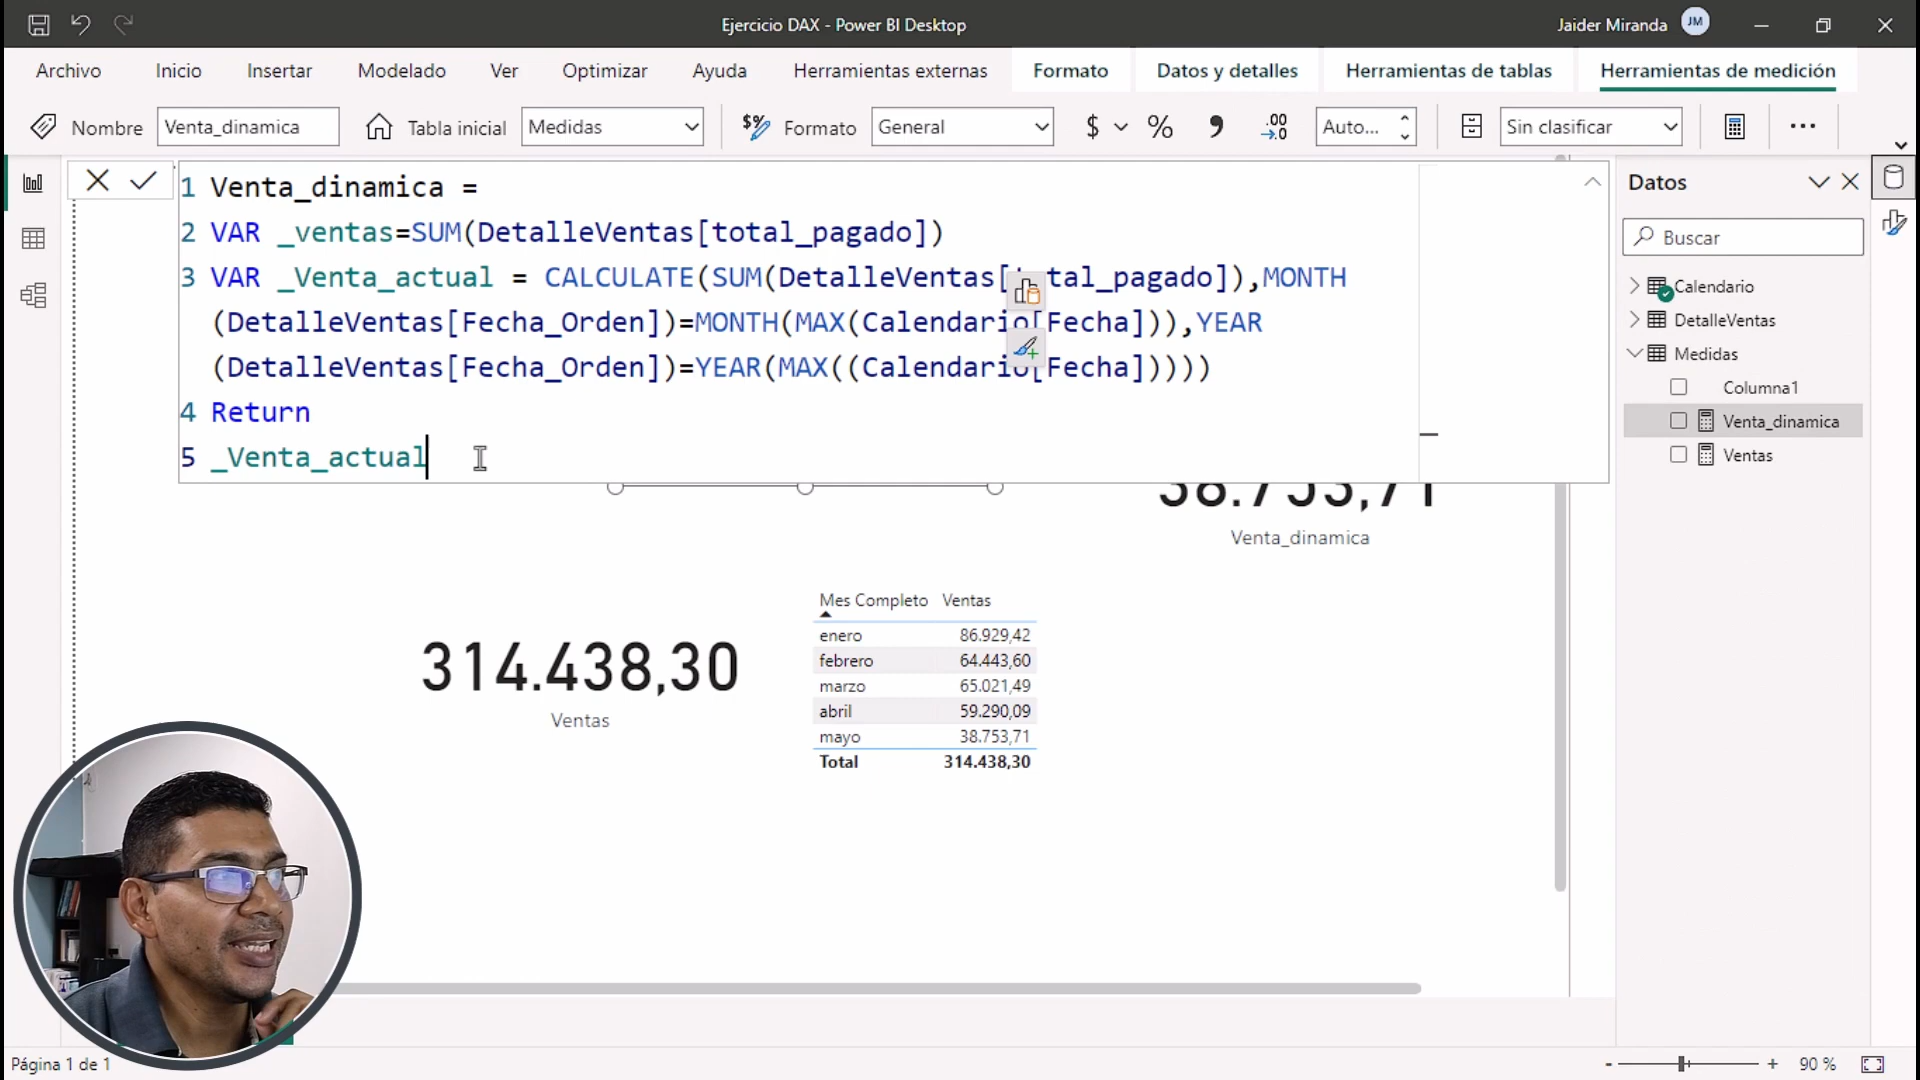 Ejercicio DAX - Power BI Desktop
Jaider Miranda
JM
Archivo
Inicio
Insertar
Modelado
Ver
Optimizar
Ayuda
Herramientas externas
Formato
Datos y detalles
Herramientas de tablas
Herramientas de medición
Nombre
Venta_dinamica
Tabla inicial
Medidas
Formato
General
$
%
Auto...
Sin clasificar
1 Venta_dinamica =
2 VAR _ventas=SUM(DetalleVentas[total_pagado])
3 VAR _Venta_actual = CALCULATE(SUM(DetalleVentas[total_pagado]),MONTH
(DetalleVentas[Fecha_Orden])=MONTH(MAX(Calendario[Fecha])),YEAR
(DetalleVentas[Fecha_Orden])=YEAR(MAX((Calendario[Fecha]))))
4 Return
5 _Venta_actual
38.753,71
Venta_dinamica
314.438,30
Ventas
Mes Completo Ventas
enero 86.929,42
febrero 64.443,60
marzo 65.021,49
abril 59.290,09
mayo 38.753,71
Total 314.438,30
Datos
Buscar
Calendario
DetalleVentas
Medidas
Columna1
Venta_dinamica
Ventas
Página 1 de 1
- + 90 %